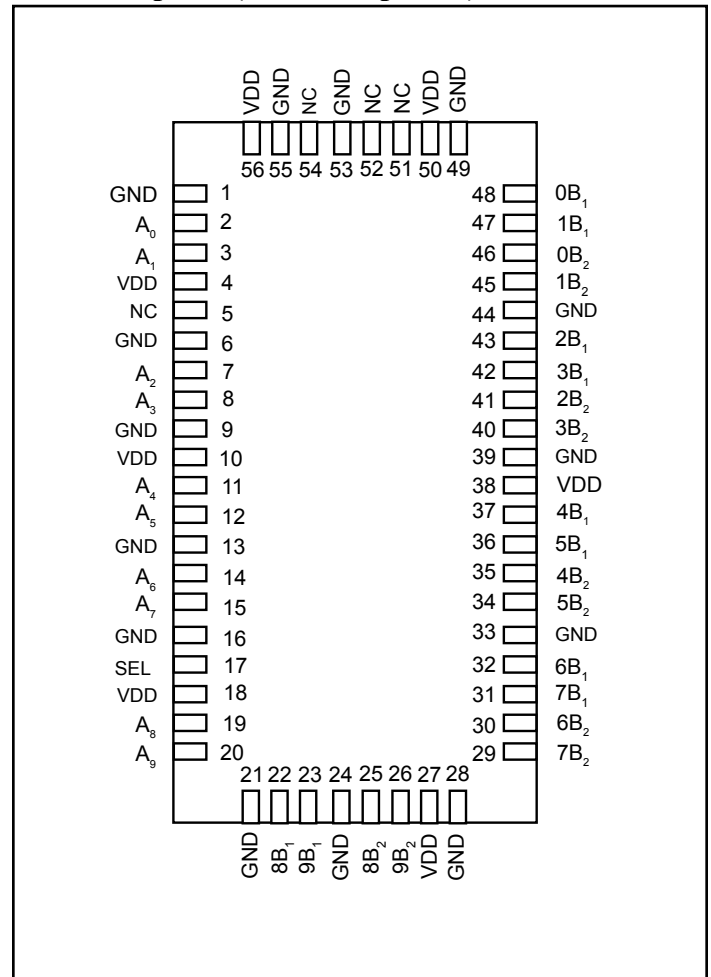 VDD GND NC GND NC NC VDD GND
56 55 54 53 52 51 50 49
GND 1 48 0B₁
A₀ 2 47 1B₁
A₁ 3 46 0B₂
VDD 4 45 1B₂
NC 5 44 GND
GND 6 43 2B₁
A₂ 7 42 3B₁
A₃ 8 41 2B₂
GND 9 40 3B₂
VDD 10 39 GND
A₄ 11 38 VDD
A₅ 12 37 4B₁
GND 13 36 5B₁
A₆ 14 35 4B₂
A₇ 15 34 5B₂
GND 16 33 GND
SEL 17 32 6B₁
VDD 18 31 7B₁
A₈ 19 30 6B₂
A₉ 20 29 7B₂
21 22 23 24 25 26 27 28
GND 8B₁ 9B₁ GND 8B₂ 9B₂ VDD GND